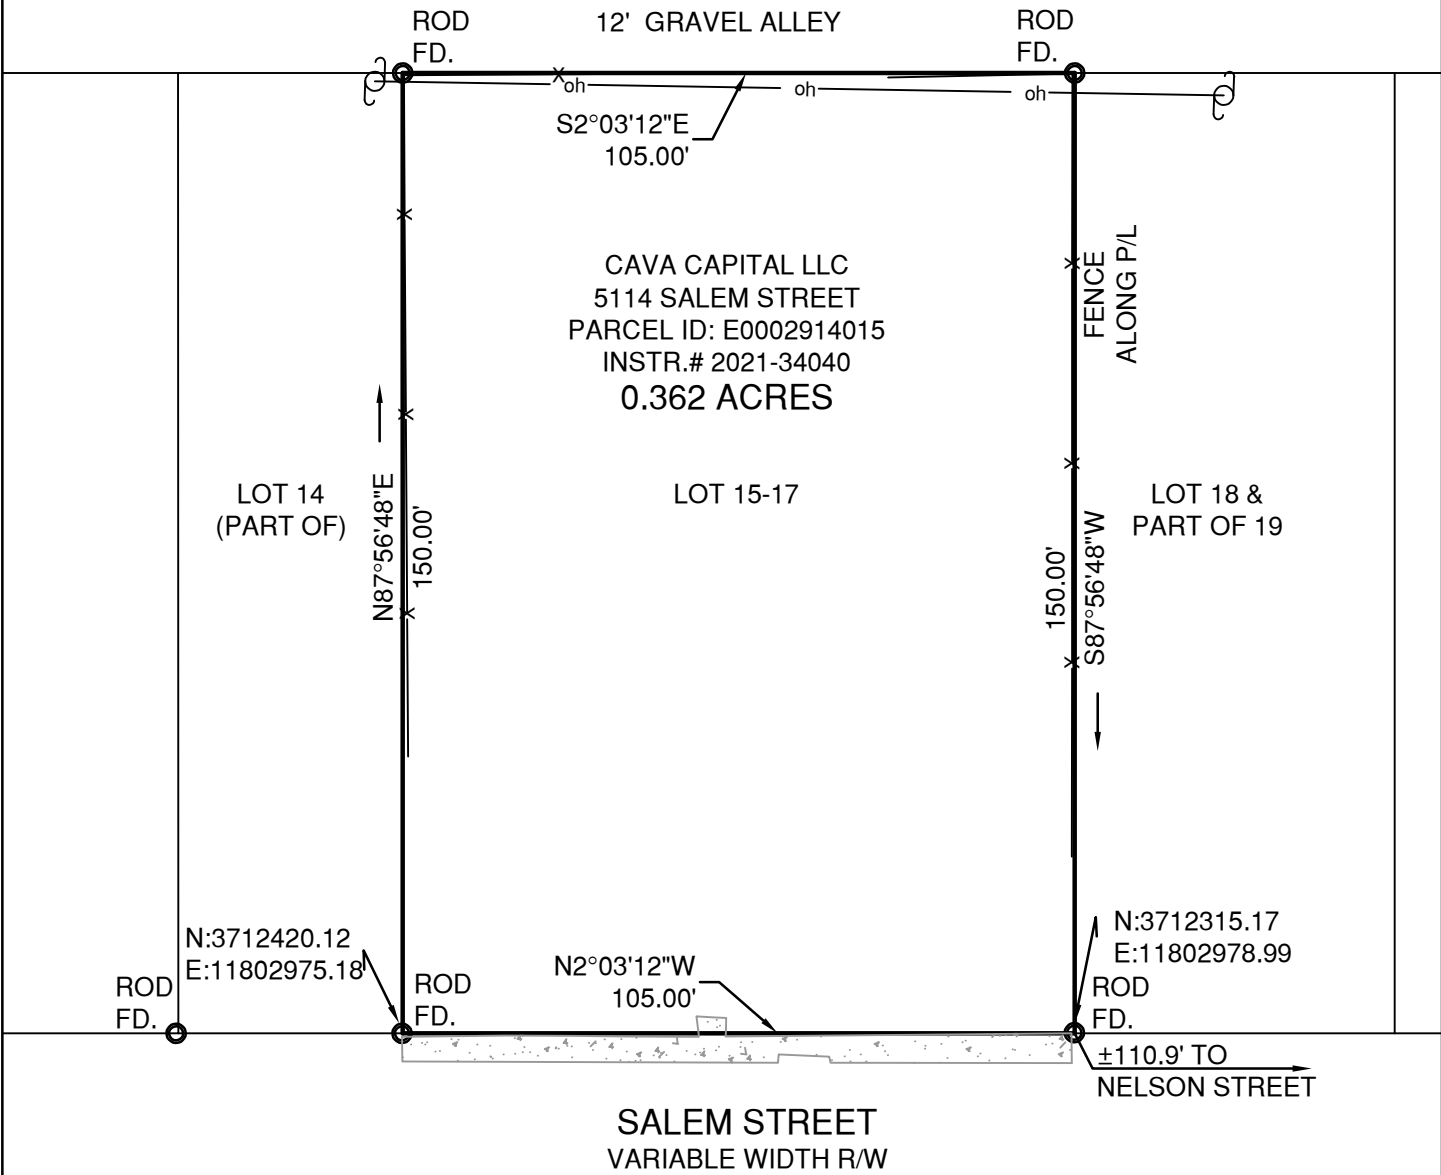 ROD
FD.
12' GRAVEL ALLEY
ROD
FD.
X
oh
oh
oh
S2°03'12"E
105.00'
CAVA CAPITAL LLC
5114 SALEM STREET
PARCEL ID: E0002914015
INSTR.# 2021-34040
0.362 ACRES
FENCE
ALONG P/L
LOT 14
(PART OF)
N87°56'48"E
150.00'
LOT 15-17
150.00'
S87°56'48"W
LOT 18 &
PART OF 19
N:3712420.12
E:11802975.18
ROD
FD.
ROD
FD.
N2°03'12"W
105.00'
N:3712315.17
E:11802978.99
ROD
FD.
±110.9' TO
NELSON STREET
SALEM STREET
VARIABLE WIDTH R/W